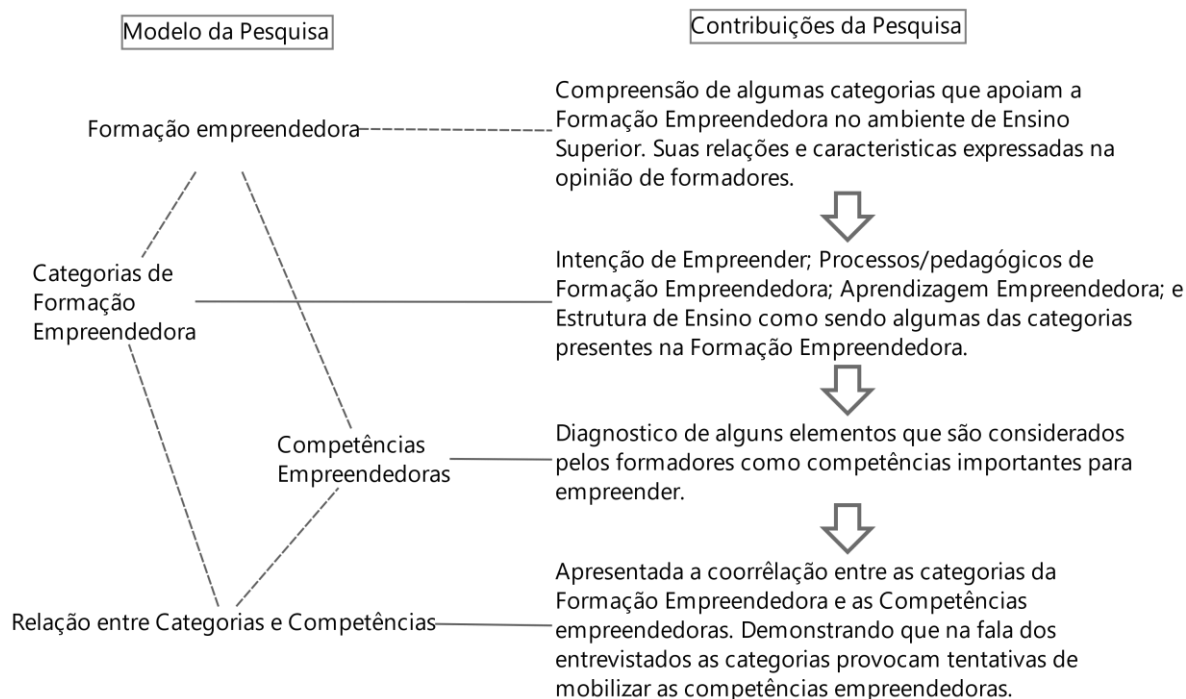 Modelo da Pesquisa
Contribuições da Pesquisa
Formação empreendedora
Compreensão de algumas categorias que apoiam a
Formação Empreendedora no ambiente de Ensino
Superior. Suas relações e caracteristicas expressadas na
opinião de formadores.
Categorias de
Formação
Empreendedora
Intenção de Empreender; Processos/pedagógicos de
Formação Empreendedora; Aprendizagem Empreendedora; e
Estrutura de Ensino como sendo algumas das categorias
presentes na Formação Empreendedora.
Competências
Empreendedoras
Diagnostico de alguns elementos que são considerados
pelos formadores como competências importantes para
empreender.
Relação entre Categorias e Competências
Apresentada a coorrêlação entre as categorias da
Formação Empreendedora e as Competências
empreendedoras. Demonstrando que na fala dos
entrevistados as categorias provocam tentativas de
mobilizar as competências empreendedoras.